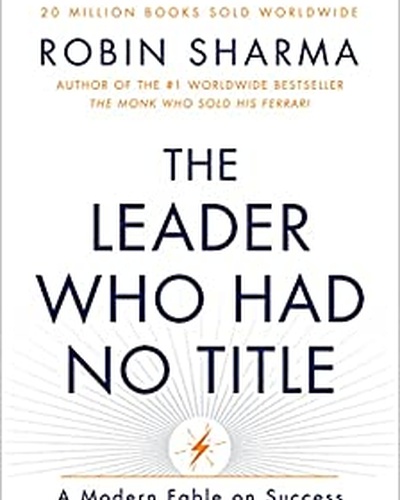 20 MILLION BOOKS SOLD WORLDWIDE
ROBIN SHARMA
AUTHOR OF THE #1 WORLDWIDE BESTSELLER
THE MONK WHO SOLD HIS FERRARI
THE
LEADER
WHO HAD
NO TITLE
A Modern Fable on Success